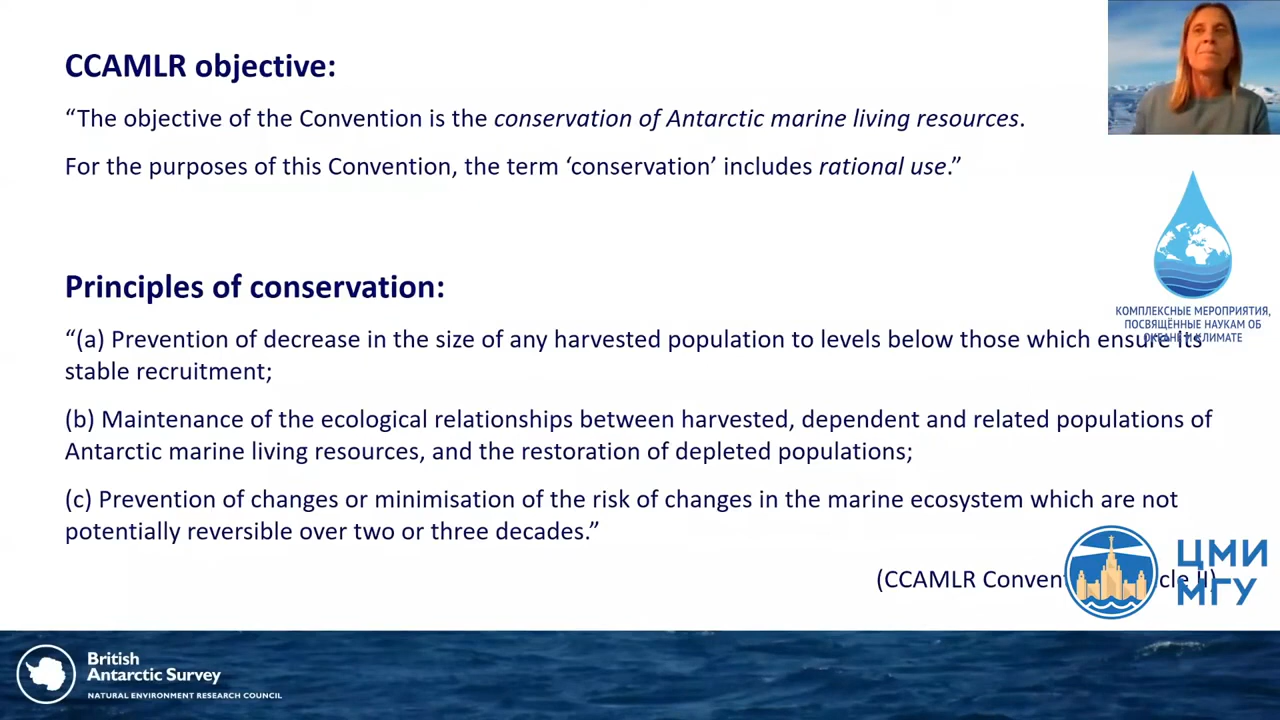 CCAMLR objective:
“The objective of the Convention is the conservation of Antarctic marine living resources.
For the purposes of this Convention, the term ‘conservation’ includes rational use.”
Principles of conservation:
“(a) Prevention of decrease in the size of any harvested population to levels below those which ensure its
stable recruitment;
(b) Maintenance of the ecological relationships between harvested, dependent and related populations of
Antarctic marine living resources, and the restoration of depleted populations;
(c) Prevention of changes or minimisation of the risk of changes in the marine ecosystem which are not
potentially reversible over two or three decades.”
(CCAMLR
КОМПЛЕКСНЫЕ МЕРОПРИЯТИЯ,
ПОСВЯЩЁННЫЕ НАУКАМ ОБ
ОКЕАНЕ И КЛИМАТЕ
ЦМИ
МГУ
British
Antarctic Survey
NATURAL ENVIRONMENT RESEARCH COUNCIL